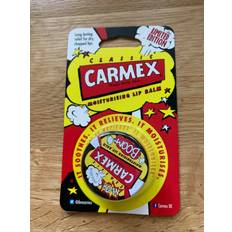 Long lasting
relief for dry,
chapped lips
LIMITED
EDITION
CLASSIC
CARMEX
MOISTURISING LIP BALM
IT SOOTHES. IT RELIEVES. IT MOISTURISES.
BOOM
CARMEX